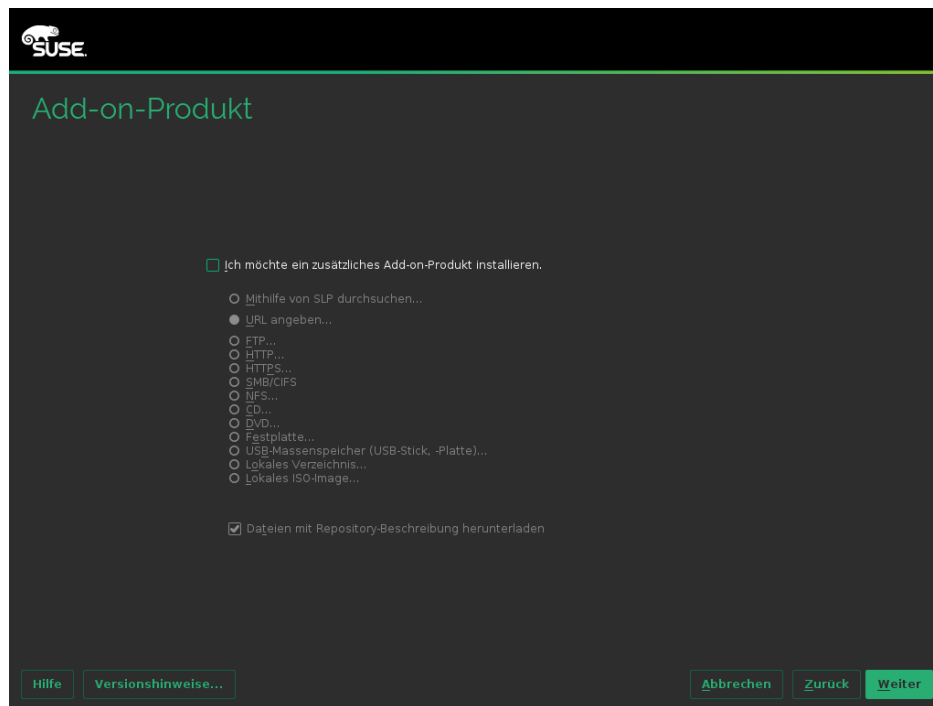 SUSE.
Add-on-Produkt
Ich möchte ein zusätzliches Add-on-Produkt installieren.
Mithilfe von SLP durchsuchen...
URL angeben...
FTP...
HTTP...
HTTPS...
SMB/CIFS
NFS...
CD...
DVD...
Festplatte...
USB-Massenspeicher (USB-Stick, -Platte)...
Lokales Verzeichnis...
Lokales ISO-Image...
Dateien mit Repository-Beschreibung herunterladen
Hilfe Versionshinweise... Abbrechen Zurück Weiter